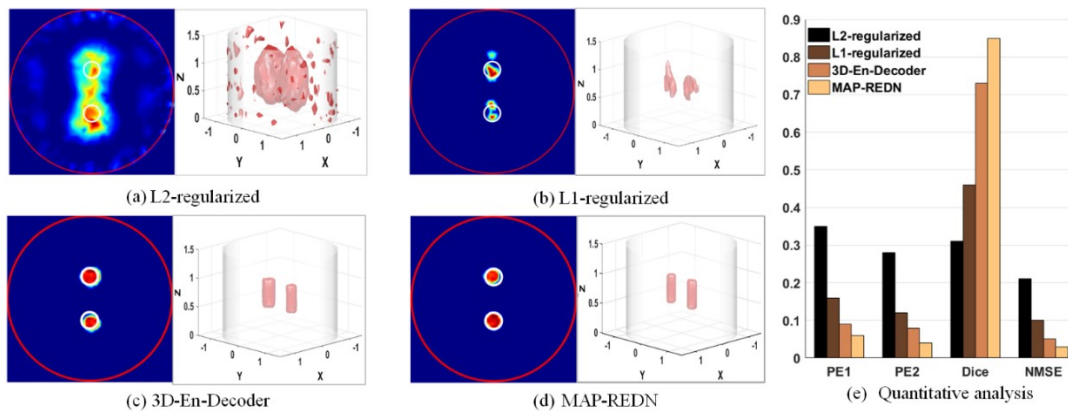 1.5
1
0.5
0
Z
-1
0
1
Y
1
0
-1
X
(a) L2-regularized
1.5
1
0.5
0
Z
-1
0
1
Y
1
0
-1
X
(b) L1-regularized
1.5
1
0.5
0
Z
-1
0
1
Y
1
0
-1
X
(c) 3D-En-Decoder
1.5
1
0.5
0
Z
-1
0
1
Y
1
0
-1
X
(d) MAP-REDN
0.9
0.8
0.7
0.6
0.5
0.4
0.3
0.2
0.1
0
L2-regularized
L1-regularized
3D-En-Decoder
MAP-REDN
PE1 PE2 Dice NMSE
(e) Quantitative analysis